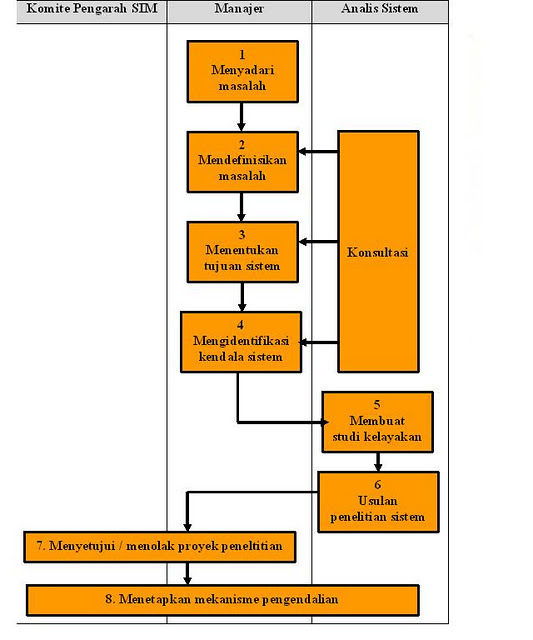 Komite Pengarah SIM
Manajer
Analis Sistem
1
Menyadari
masalah
2
Mendefinisikan
masalah
3
Menentukan
tujuan sistem
Konsultasi
4
Mengidentifikasi
kendala sistem
5
Membuat
studi kelayakan
6
Usulan
penelitian sistem
7. Menyetujui / menolak proyek peneltitian
8. Menetapkan mekanisme pengendalian